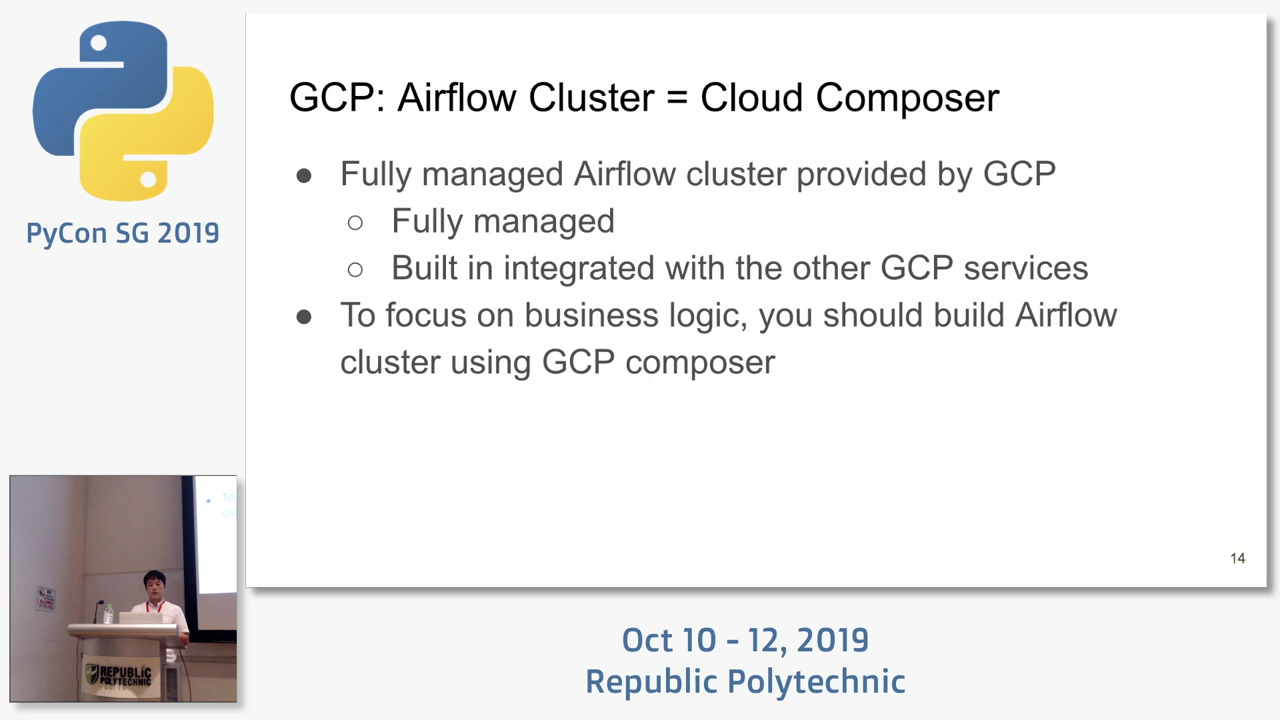 PyCon SG 2019
GCP: Airflow Cluster = Cloud Composer
● Fully managed Airflow cluster provided by GCP
○ Fully managed
○ Built in integrated with the other GCP services
● To focus on business logic, you should build Airflow
cluster using GCP composer
14
REPUBLIC
POLYTECHNIC
Oct 10 - 12, 2019
Republic Polytechnic